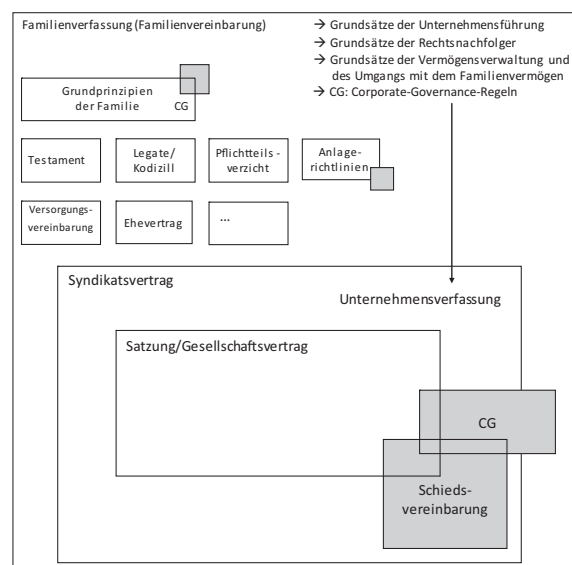 Familienverfassung (Familienvereinbarung)
→ Grundsätze der Unternehmensführung
→ Grundsätze der Rechtsnachfolger
→ Grundsätze der Vermögensverwaltung und
des Umgangs mit dem Familienvermögen
→ CG: Corporate-Governance-Regeln
Grundprinzipien
der Familie
CG
Testament
Legate/
Kodizill
Pflichtteils-
verzicht
Anlage-
richtlinien
Versorgungs-
vereinbarung
Ehevertrag
...
Syndikatsvertrag
Unternehmensverfassung
Satzung/Gesellschaftsvertrag
CG
Schieds-
vereinbarung